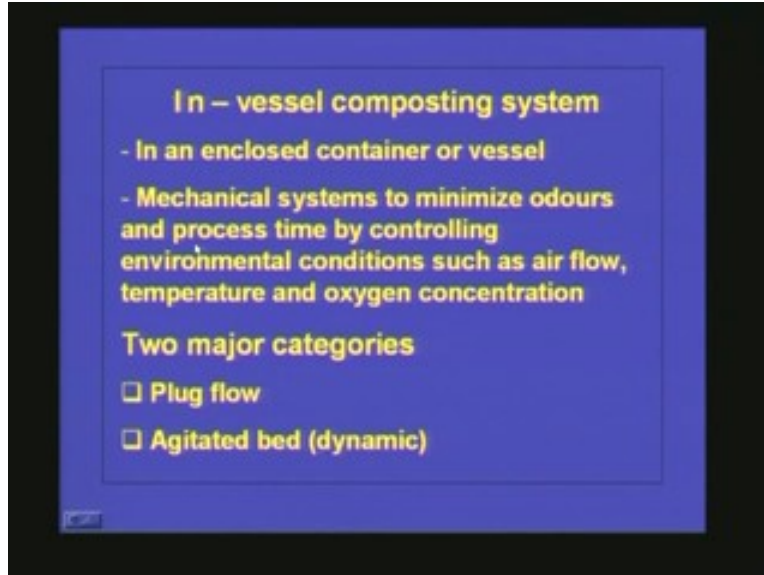 In – vessel composting system
- In an enclosed container or vessel
- Mechanical systems to minimize odours
and process time by controlling
environmental conditions such as air flow,
temperature and oxygen concentration
Two major categories
❑ Plug flow
❑ Agitated bed (dynamic)